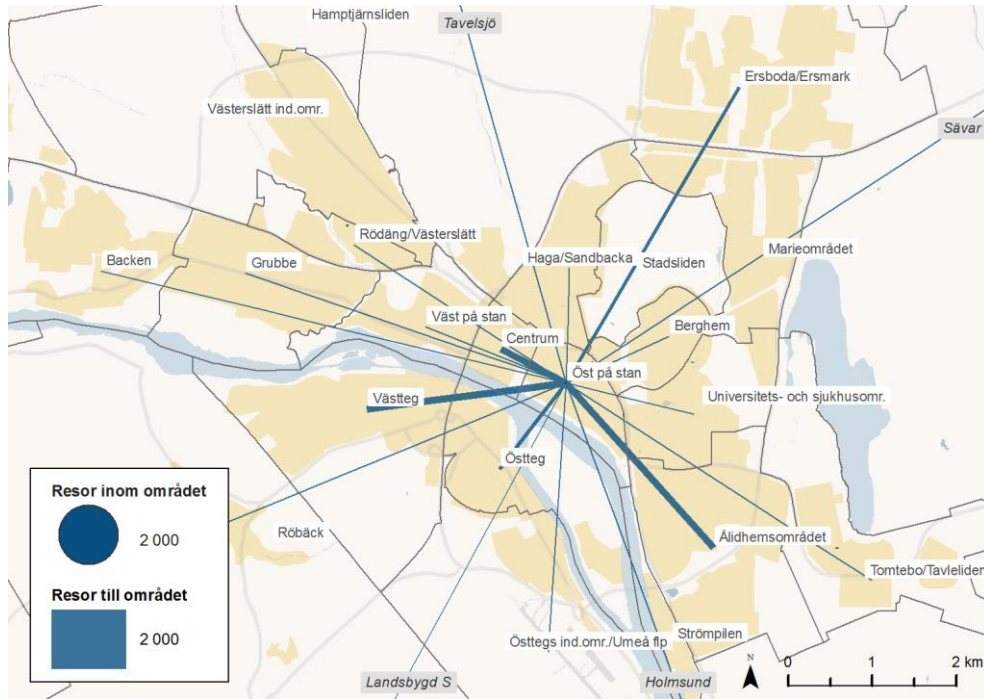 Hamptjärnsliden
Tavelsjö
Ersboda/Ersmark
Västerslätt ind.omr.
Sävar
Rödäng/Västerslätt
Marieområdet
Backen
Grubbe
Haga/Sandbacka
Stadsliden
Väst på stan
Berghem
Centrum
Öst på stan
Västteg
Universitets- och sjukhusomr.
Östteg
Resor inom området
2 000
Röbäck
Ålidhemsområdet
Tomtebo/Tavleliden
Resor till området
2 000
Östtegs ind.omr./Umeå flp
Strömpilen
Landsbygd S
Holmsund
N
0 1 2 km